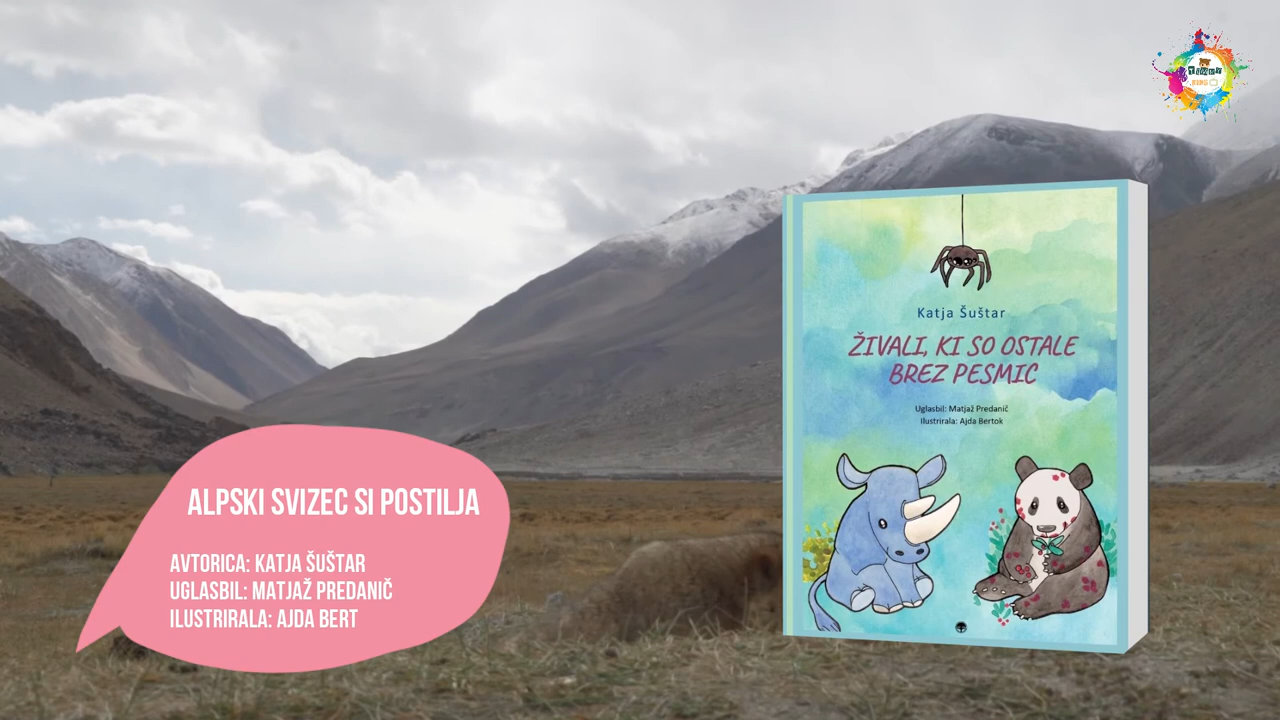 ALPSKI SVIZEC SI POSTILJA
AVTORICA: KATJA ŠUŠTAR
UGLASBIL: MATJAŽ PREDANIČ
ILUSTRIRALA: AJDA BERT
Katja Šuštar
ŽIVALI, KI SO OSTALE
BREZ PESMIC
Uglasbil: Matjaž Predanič
Ilustrirala: Ajda Bertok